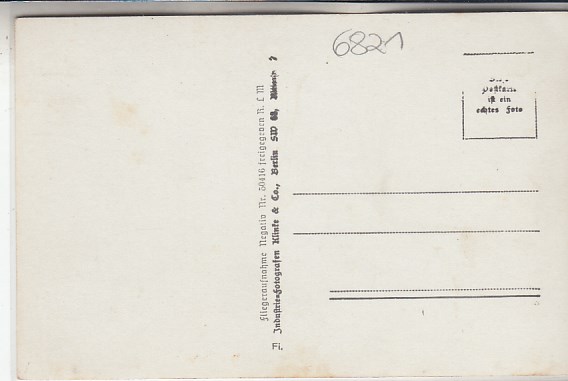 6821
Postkarte
ist ein
echtes Foto
Fliegeraufnahme Negativ Nr. 50416 freigegeben R. L M
Industrie-Fotografen Klinke & Co., Berlin SW 68,
Fi.